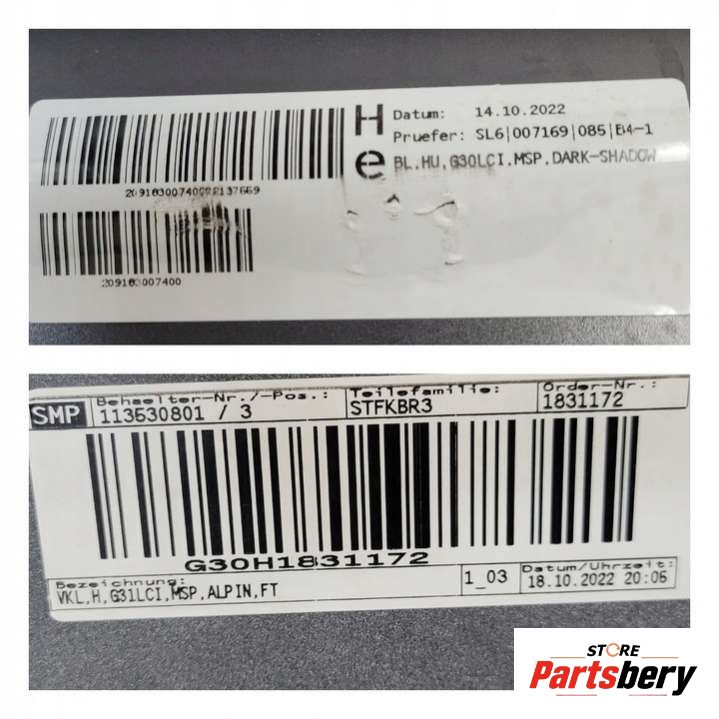 He
Datum: 14.10.2022
Pruefer: SL6|007169|085|B4-1
BL,HU,G30LCI,MSP,DARK-SHADOW
209183007400
SMP
Behaelter-Nr./-Pos.: Teilefamilie: Order-Nr.:
113630801 / 3 STFKBR3 1831172
G30H1831172
Bezeichnung: 1_03 Datum/Uhrzeit:
VKL,H,G31LCI,MSP,ALPIN,FT 18.10.2022 20:06
STORE
Partsbery